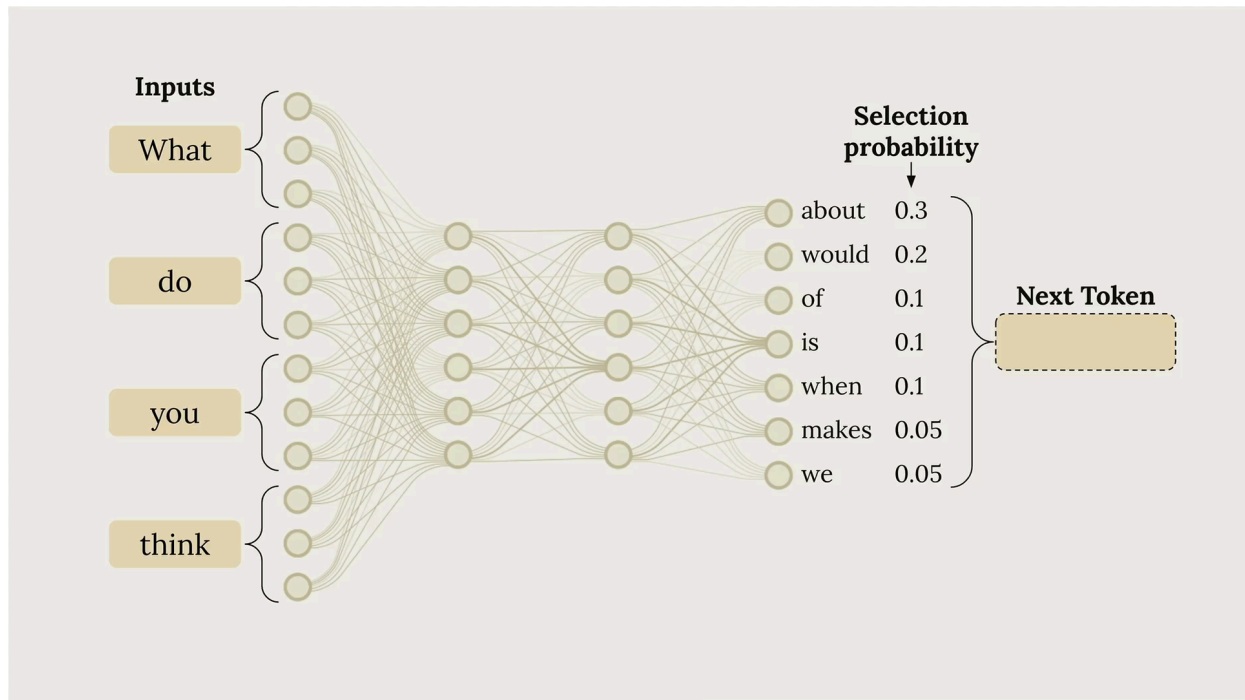 Inputs
What
do
you
think
Selection
probability
about 0.3
would 0.2
of 0.1
is 0.1
when 0.1
makes 0.05
we 0.05
Next Token